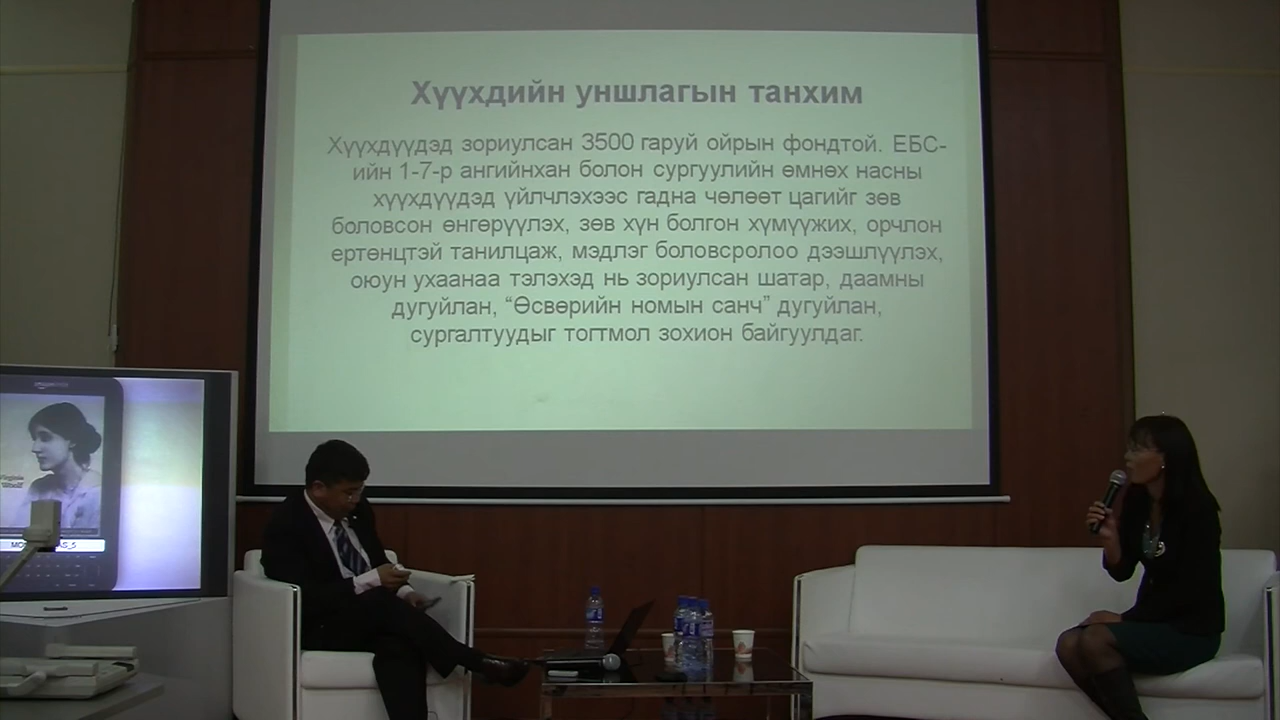 Хүүхдийн уншлагын танхим
Хүүхдүүдэд зориулсан 3500 гаруй ойрын фондтой. ЕБС-
ийн 1-7-р ангийнхан болон сургуулийн өмнөх насны
хүүхдүүдэд үйлчлэхээс гадна чөлөөт цагийг зөв
боловсон өнгөрүүлэх, зөв хүн болгон хүмүүжих, орчлон
ертөнцтэй танилцаж, мэдлэг боловсролоо дээшлүүлэх,
оюун ухаанаа тэлэхэд нь зориулсан шатар, даамны
дугуйлан, “Өсвөрийн номын санч” дугуйлан,
сургалтуудыг тогтмол зохион байгуулдаг.
Virginia
Woolf